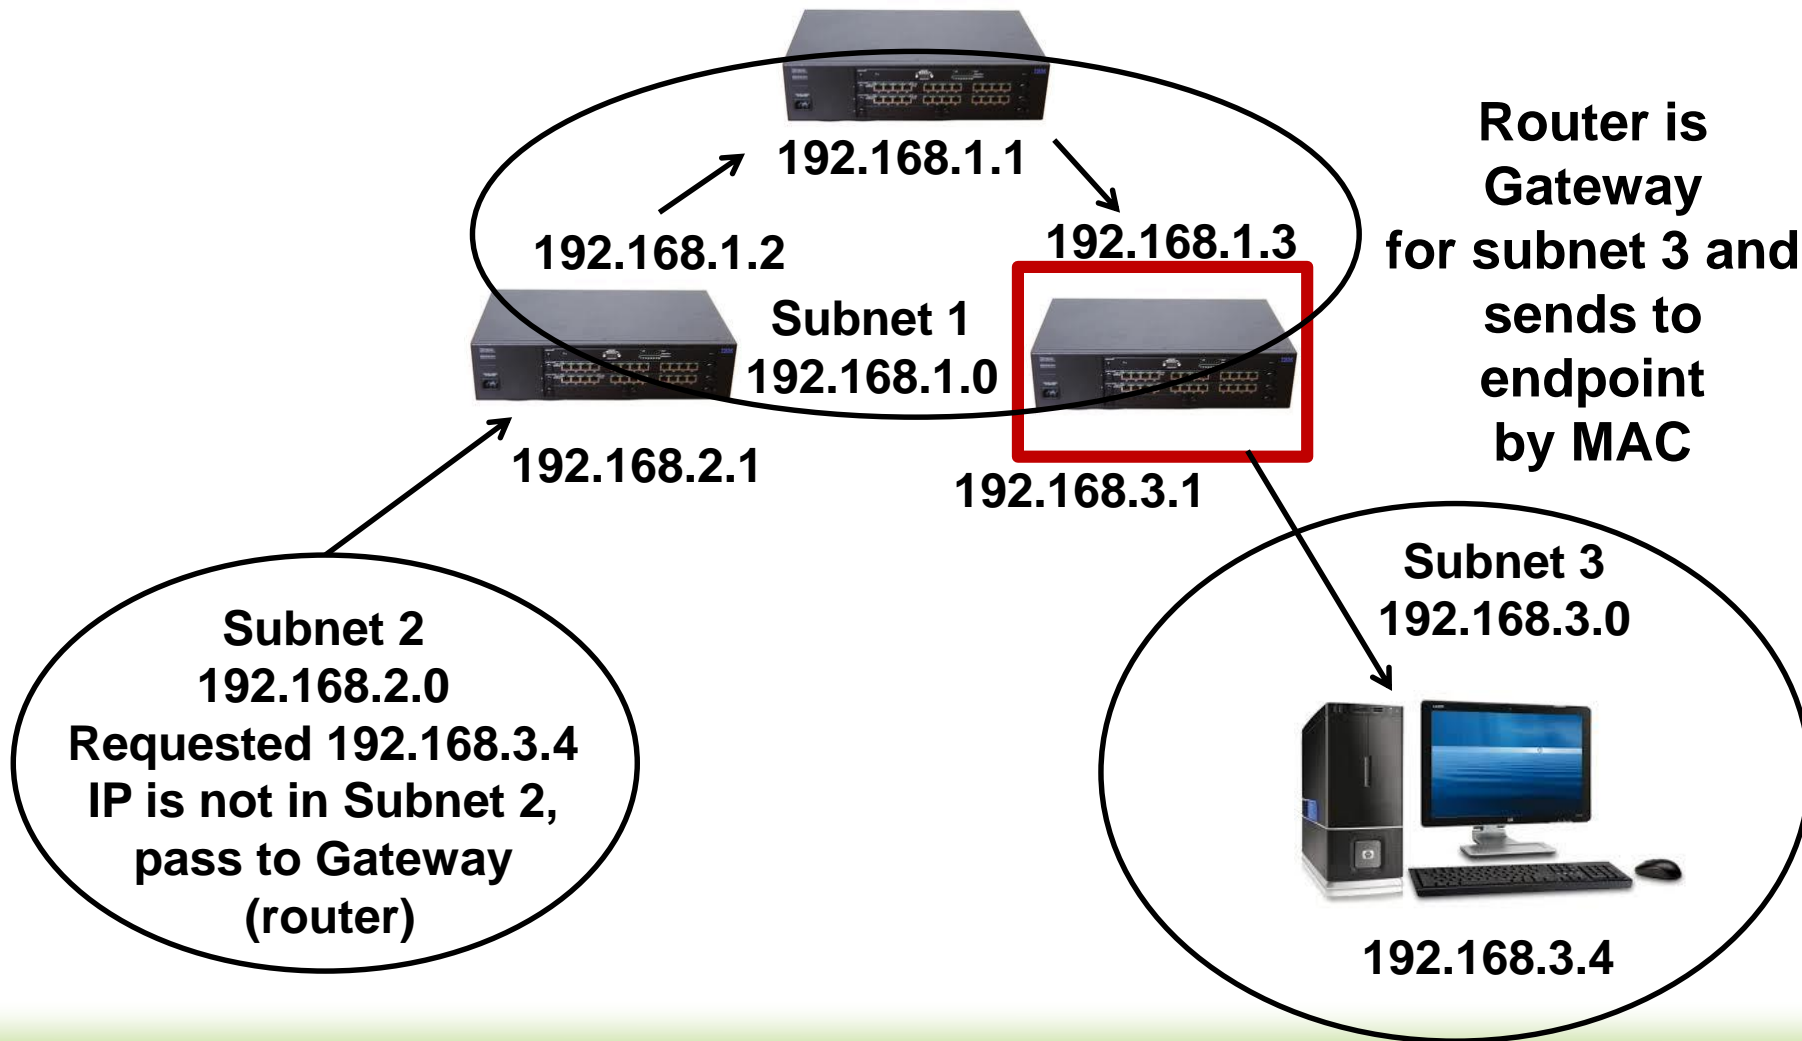 192.168.1.1
192.168.1.2
192.168.1.3
Subnet 1
192.168.1.0
192.168.2.1
192.168.3.1
Router is
Gateway
for subnet 3 and
sends to
endpoint
by MAC
Subnet 2
192.168.2.0
Requested 192.168.3.4
IP is not in Subnet 2,
pass to Gateway
(router)
Subnet 3
192.168.3.0
192.168.3.4